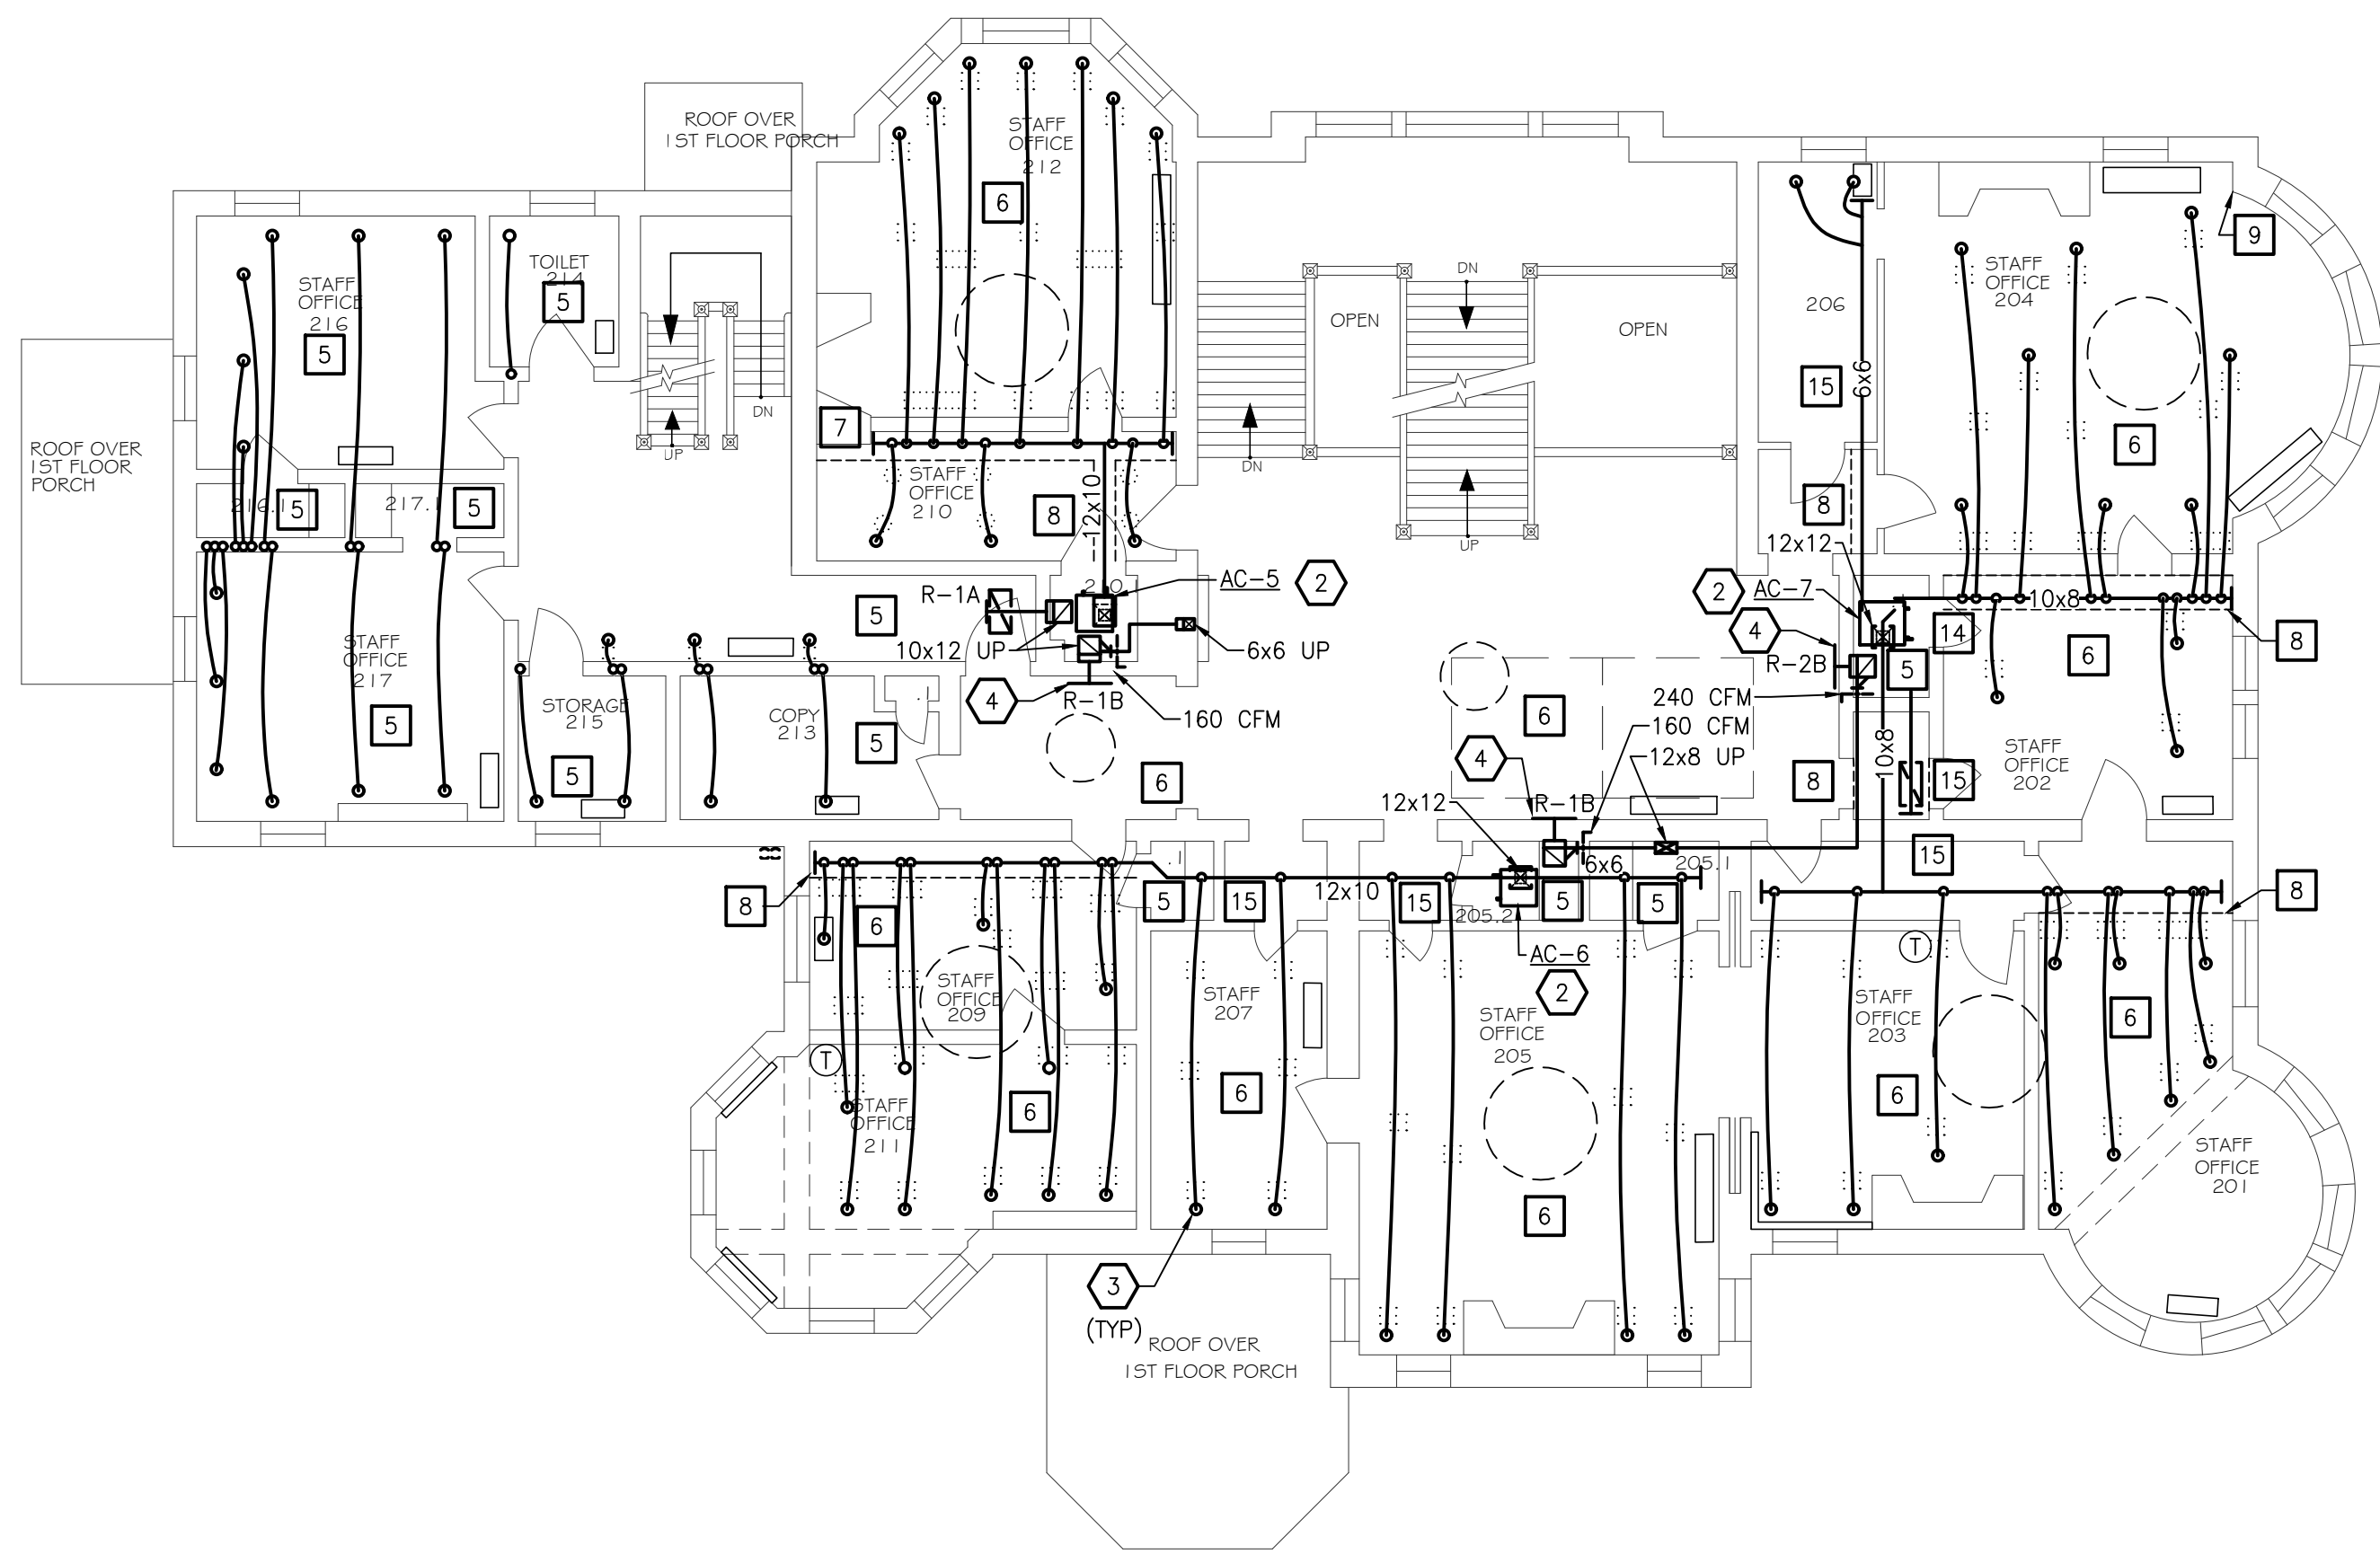 ROOF OVER
1ST FLOOR PORCH
STAFF
OFFICE
212
6
TOILET
214
5
STAFF
OFFICE
216
5
DN
UP
7
OPEN
DN
OPEN
DN
UP
206
15
6x6
STAFF
OFFICE
204
9
6
ROOF OVER
1ST FLOOR
PORCH
216.1
5
217.1
5
STAFF
OFFICE
210
8
12x10
8
12x12
210.1
AC-5
2
R-1A
5
10x12 UP
6x6 UP
4
R-1B
160 CFM
2
AC-7
4
R-2B
10x8
14
5
6
8
STAFF
OFFICE
217
5
STORAGE
215
5
COPY
213
.1
5
6
6
240 CFM
160 CFM
12x8 UP
4
12x12
R-1B
8
10x8
15
STAFF
OFFICE
202
15
8
8
6
.1
5
15
12x10
15
205.2
5
6x6
205.1
5
AC-6
2
STAFF
OFFICE
209
T
STAFF
OFFICE
211
6
STAFF
207
6
STAFF
OFFICE
205
6
T
STAFF
OFFICE
203
6
6
STAFF
OFFICE
201
3
(TYP)
ROOF OVER
1ST FLOOR PORCH